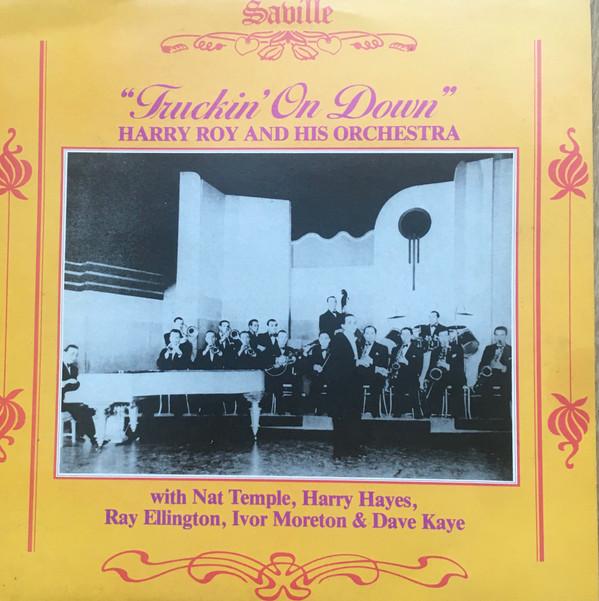 Saville
"Truckin' On Down"
HARRY ROY AND HIS ORCHESTRA
with Nat Temple, Harry Hayes,
Ray Ellington, Ivor Moreton & Dave Kaye